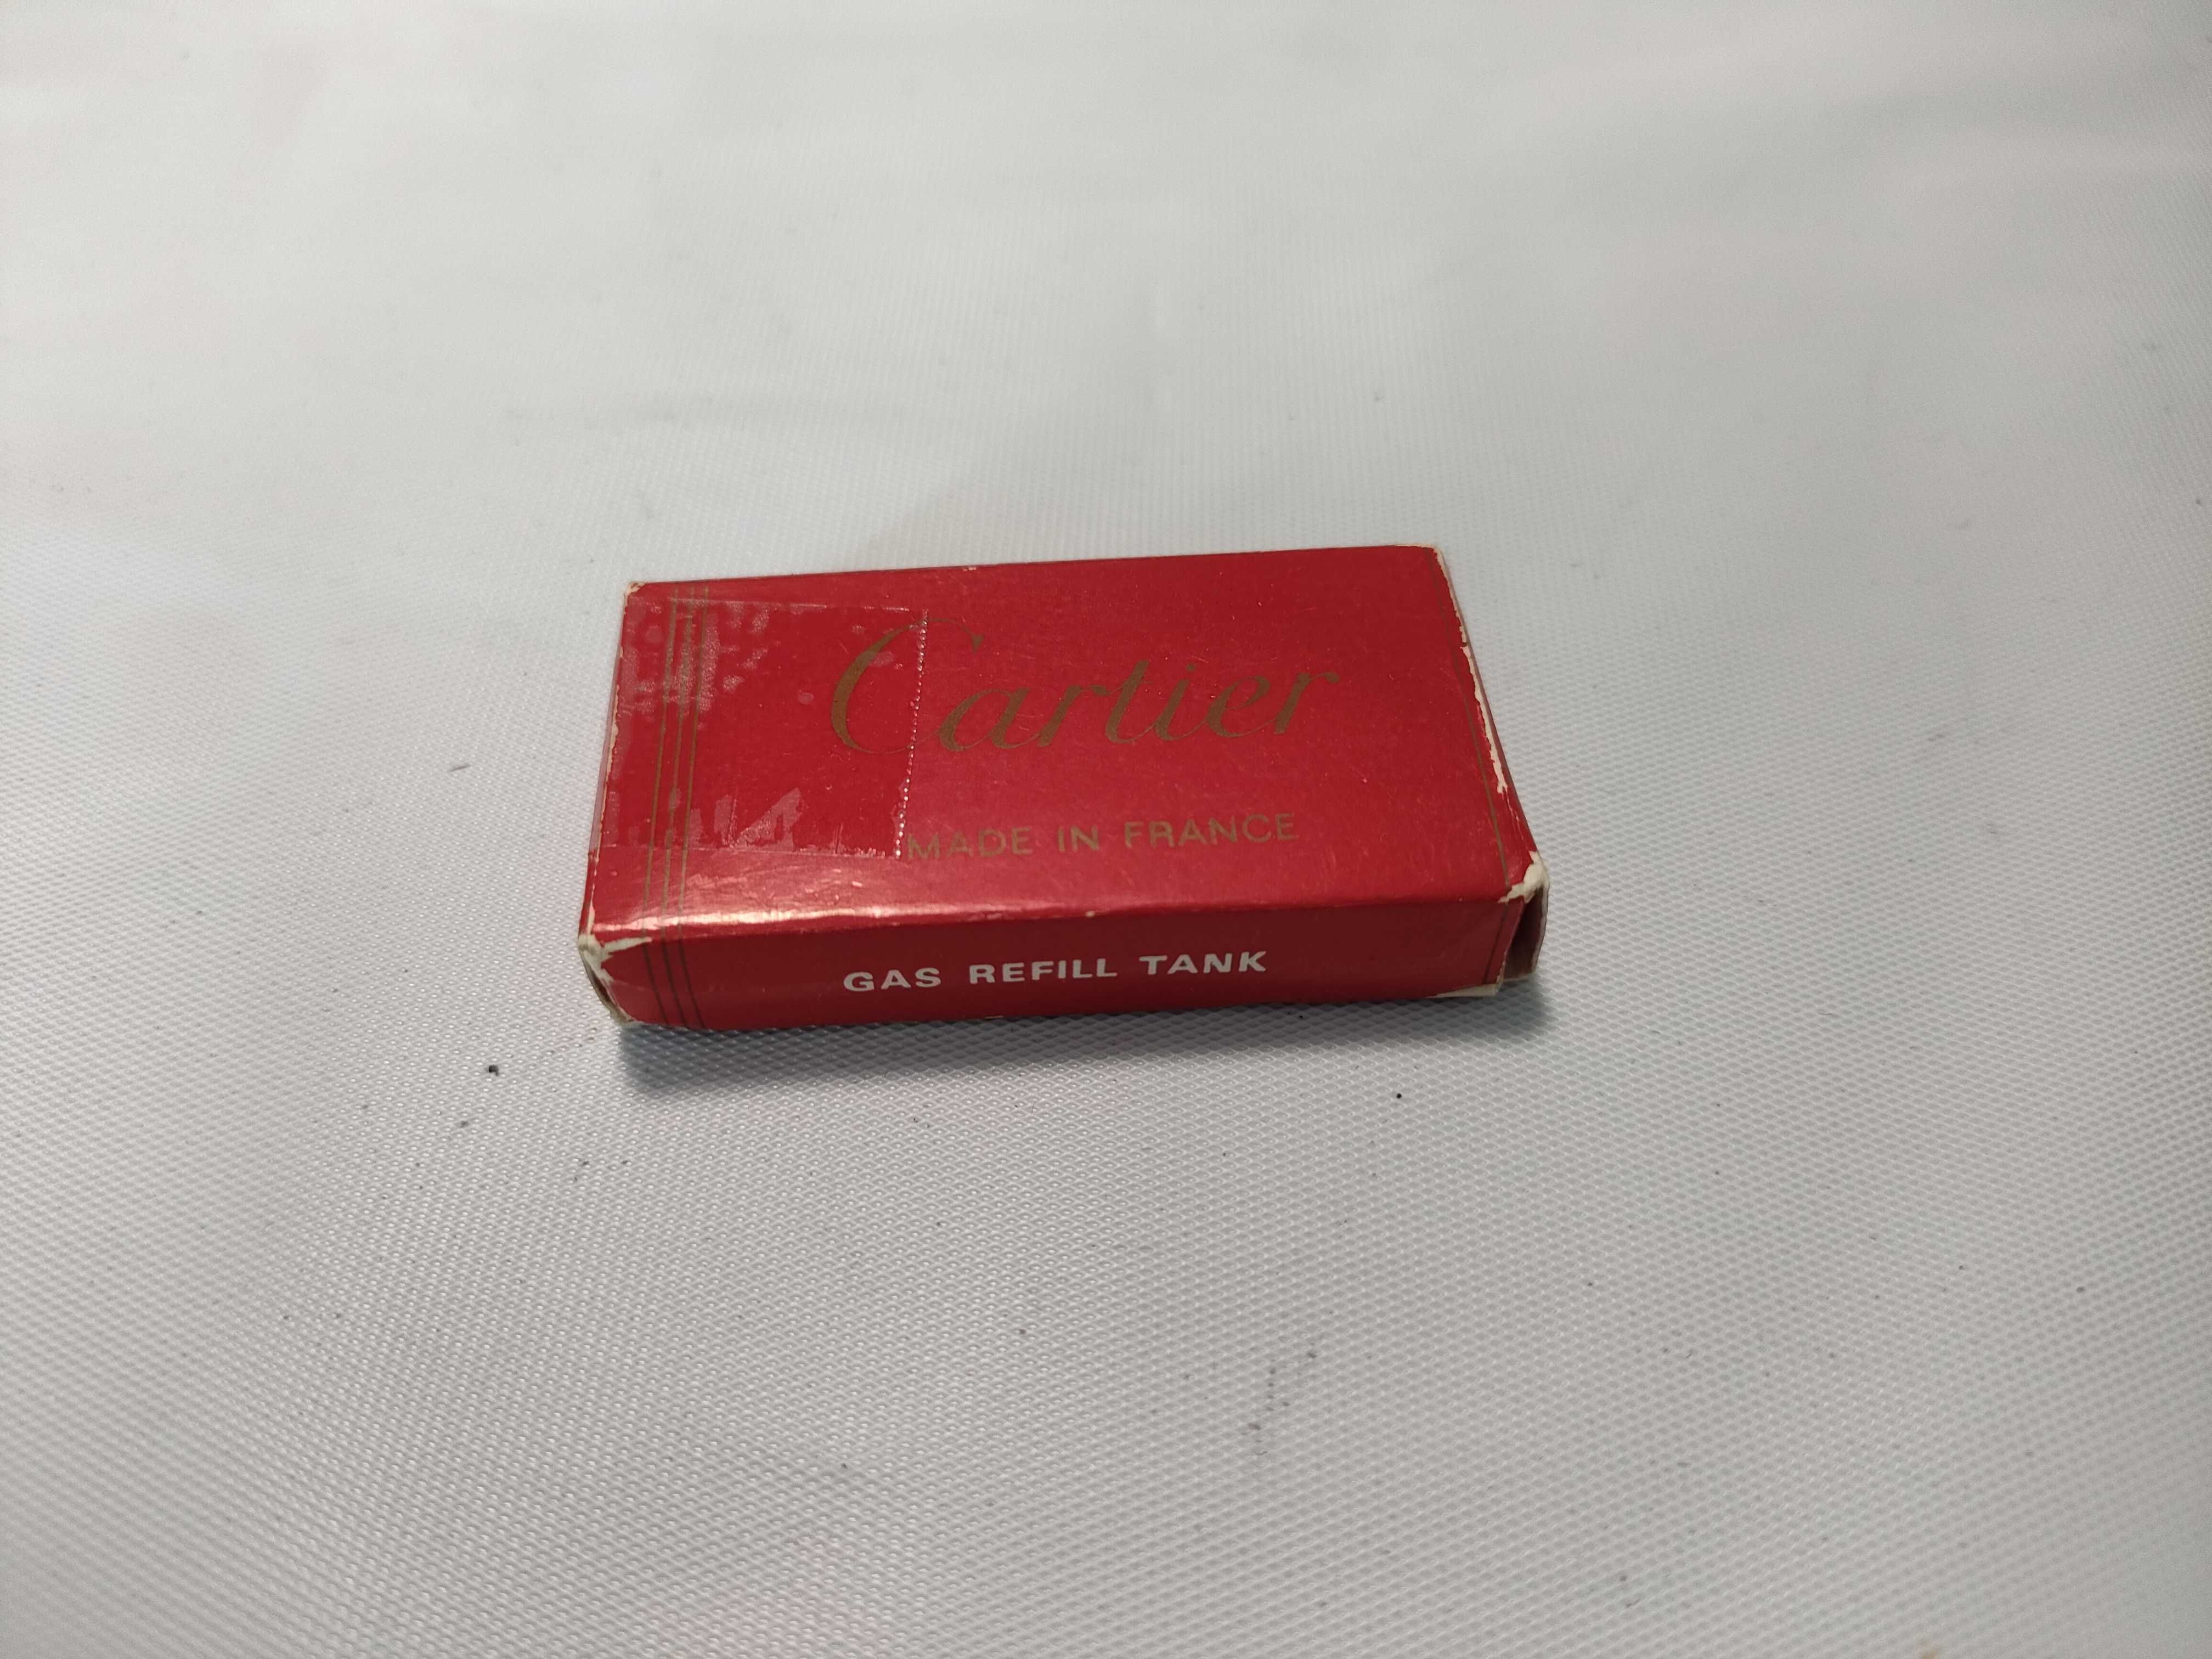 Cartier
MADE IN FRANCE
GAS REFILL TANK